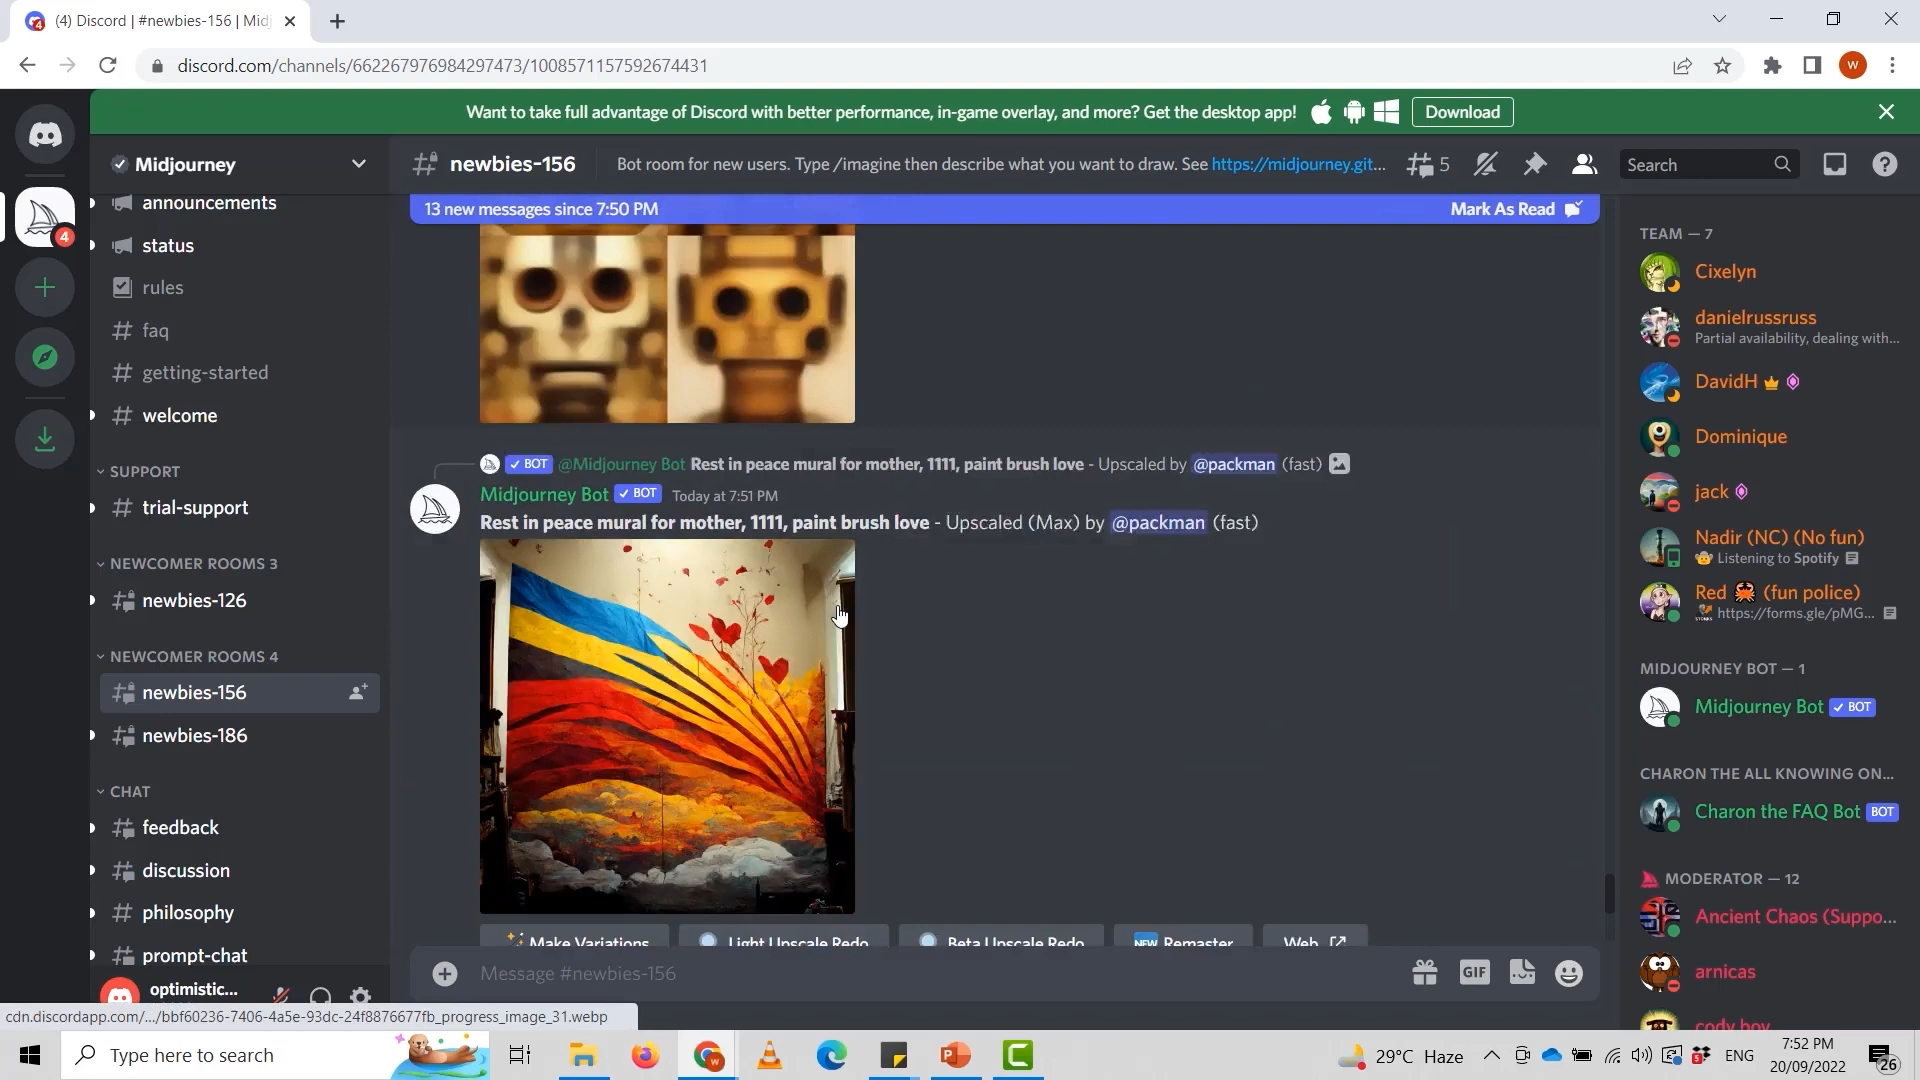 (4) Discord | #newbies-156 | Midj
discord.com/channels/662267976984297473/1008571157592674431
W
Want to take full advantage of Discord with better performance, in-game overlay, and more? Get the desktop app!
Download
4
Midjourney
announcements
status
rules
faq
getting-started
welcome
SUPPORT
trial-support
NEWCOMER ROOMS 3
newbies-126
NEWCOMER ROOMS 4
newbies-156
newbies-186
CHAT
feedback
discussion
philosophy
prompt-chat
optimistic...
newbies-156
Bot room for new users. Type /imagine then describe what you want to draw. See https://midjourney.git...
5
Search
13 new messages since 7:50 PM
Mark As Read
BOT @Midjourney Bot Rest in peace mural for mother, 1111, paint brush love - Upscaled by @packman (fast)
Midjourney Bot BOT Today at 7:51 PM
Rest in peace mural for mother, 1111, paint brush love - Upscaled (Max) by @packman (fast)
Make Variations
Light Upscale Redo
Beta Upscale Redo
NEW Remaster
Web
Message #newbies-156
GIF
TEAM — 7
Cixelyn
danielrussruss
Partial availability, dealing with...
DavidH
Dominique
jack
Nadir (NC) (No fun)
Listening to Spotify
Red 🦀 (fun police)
https://forms.gle/pMG...
MIDJOURNEY BOT — 1
Midjourney Bot BOT
CHARON THE ALL KNOWING ON...
Charon the FAQ Bot BOT
MODERATOR — 12
Ancient Chaos (Suppo...
arnicas
cody boy
cdn.discordapp.com/.../bbf60236-7406-4a5e-93dc-24f8876677fb_progress_image_31.webp
Type here to search
29°C Haze
ENG
7:52 PM
20/09/2022
26